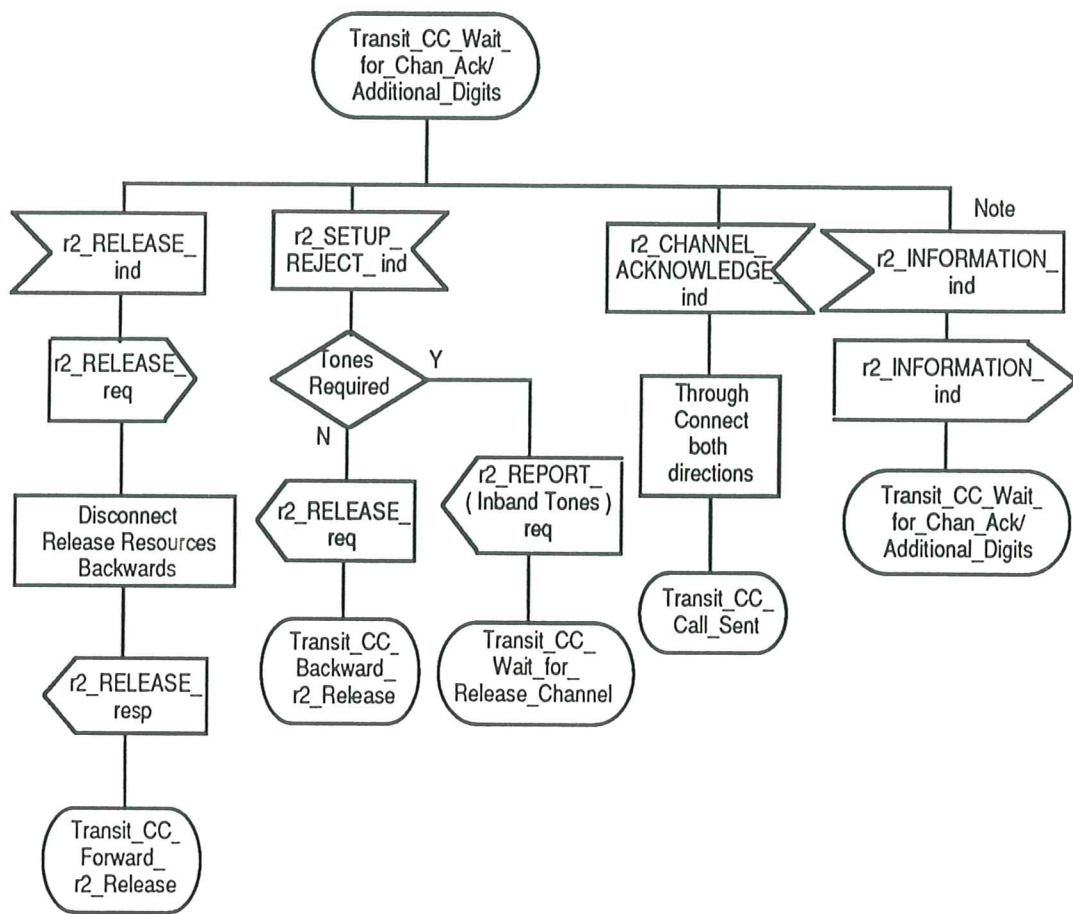 Transit_CC_Wait_
for_Chan_Ack/
Additional_Digits
r2_RELEASE_
ind
r2_RELEASE_
req
Disconnect
Release Resources
Backwards
r2_RELEASE_
resp
Transit_CC_
Forward_
r2_Release
r2_SETUP_
REJECT_ ind
Tones
Required
Y
N
r2_RELEASE_
req
Transit_CC_
Backward_
r2_Release
r2_REPORT_
( Inband Tones )
req
Transit_CC_
Wait_for_
Release_Channel
r2_CHANNEL_
ACKNOWLEDGE_
ind
Through
Connect
both
directions
Transit_CC_
Call_Sent
Note
r2_INFORMATION_
ind
r2_INFORMATION_
ind
Transit_CC_Wait_
for_Chan_Ack/
Additional_Digits